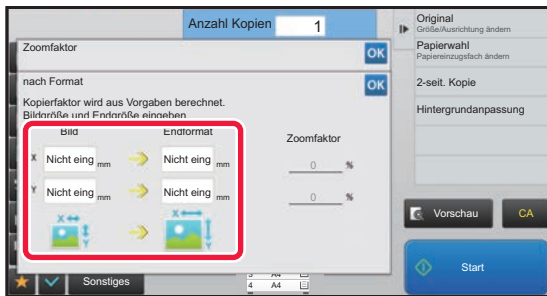 Anzahl Kopien 1
Original
Größe/Ausrichtung ändern
Zoomfaktor OK
Papierwahl
Papiereinzugsfach ändern
nach Format OK
2-seit. Kopie
Kopierfaktor wird aus Vorgaben berechnet.
Bildgröße und Endgröße eingeben
Hintergrundanpassung
Bild Endformat
Zoomfaktor
X Nicht eing mm Nicht eing mm 0 %
Y Nicht eing mm Nicht eing mm 0 %
X X
Y Y
Vorschau CA
Start
Sonstiges
A4
4 A4